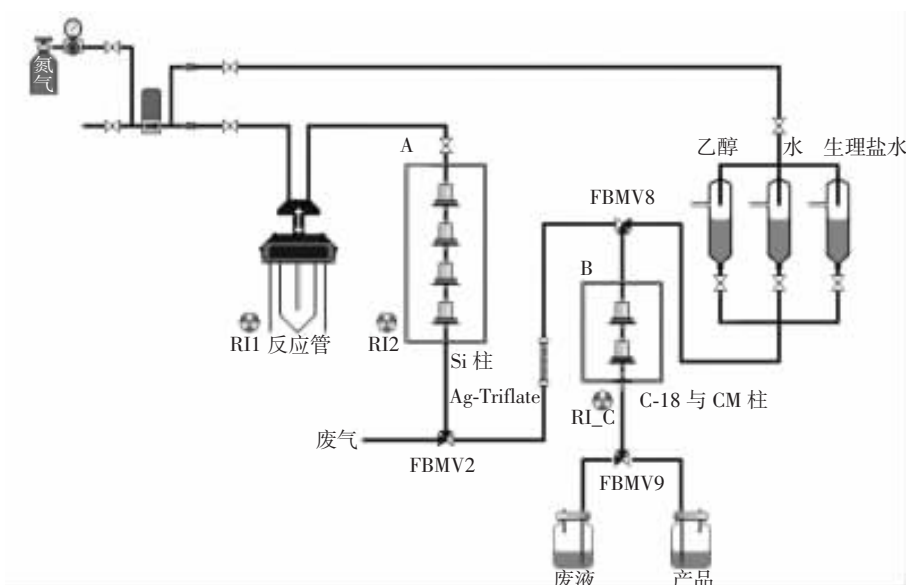 氮
气
乙醇
水
生理盐水
A
FBMV8
B
RI1 反应管
RI2
Si 柱
Ag-Triflate
C-18 与 CM 柱
RI_C
废气
FBMV2
FBMV9
废液
产品